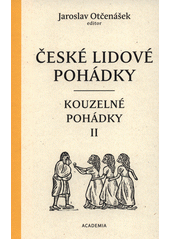 Jaroslav Otčenášek
editor
ČESKÉ LIDOVÉ
POHÁDKY
KOUZELNÉ
POHÁDKY
II
ACADEMIA